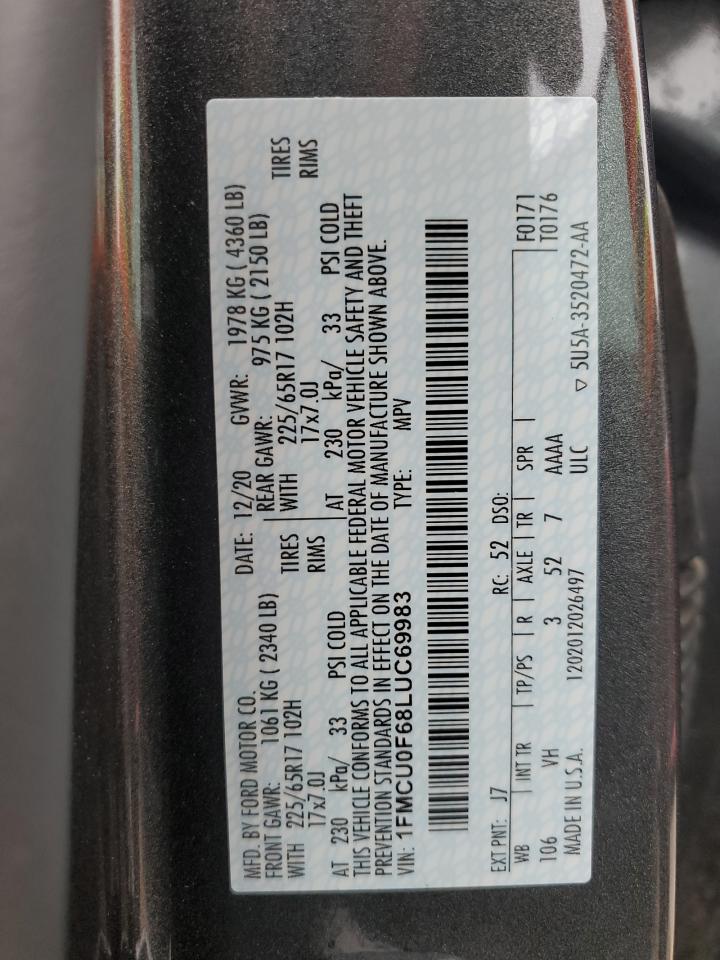 MFD. BY FORD MOTOR CO. DATE: 12/20 GVWR: 1978 KG ( 4360 LB)
FRONT GAWR: 1061 KG ( 2340 LB) REAR GAWR: 975 KG ( 2150 LB)
WITH 225/65R17 102H TIRES WITH 225/65R17 102H TIRES
17x7.0J RIMS 17x7.0J RIMS
AT 230 kPa/ 33 PSI COLD AT 230 kPa/ 33 PSI COLD
THIS VEHICLE CONFORMS TO ALL APPLICABLE FEDERAL MOTOR VEHICLE SAFETY AND THEFT
PREVENTION STANDARDS IN EFFECT ON THE DATE OF MANUFACTURE SHOWN ABOVE.
VIN: 1FMCU0F68LUC69983 TYPE: MPV
EXT PNT: J7 RC: 52 DSO:
WB INT TR TP/PS R AXLE TR SPR F0171
106 VH 3 52 7 AAAA T0176
MADE IN U.S.A. 1202012026497 ULC ▽ 5U5A-3520472-AA